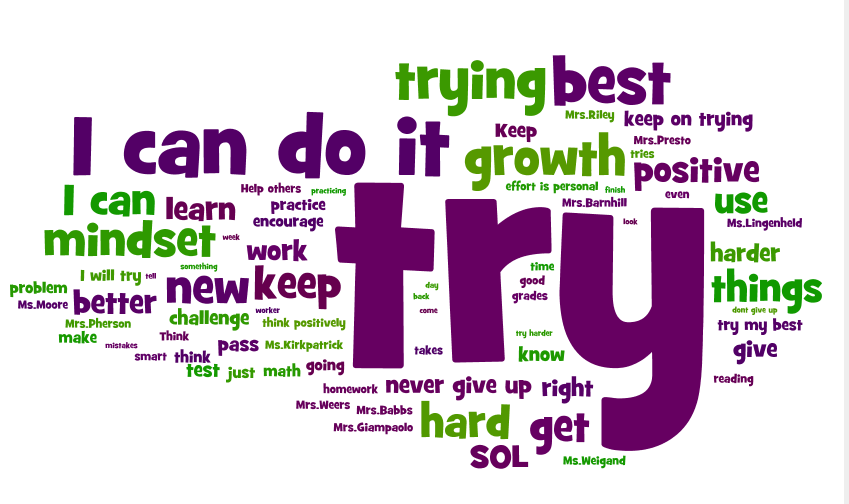 trying best
Mrs.Riley keep on trying
I can do it
Keep
Mrs.Presto
growth
tries
positive
Help others practicing
effort is personal finish
I can learn
practice
encourage
Mrs.Barnhill
even
use
look
Ms.Lingenheld
try
mindset
week
work
harder
something
time
I will try tell
new keep
good
things
problem
day
grades
Ms.Moore better
back
worker
come
dont give up
challenge think positively
Mrs.Pherson
try my best
make
Think
try harder
mistakes
pass Ms.Kirkpatrick
takes
know
give
smart think
test just math going
reading
homework never give up right
Mrs.Weers Mrs.Babbs
hard get
Mrs.Giampaolo
SOL Ms.Weigand